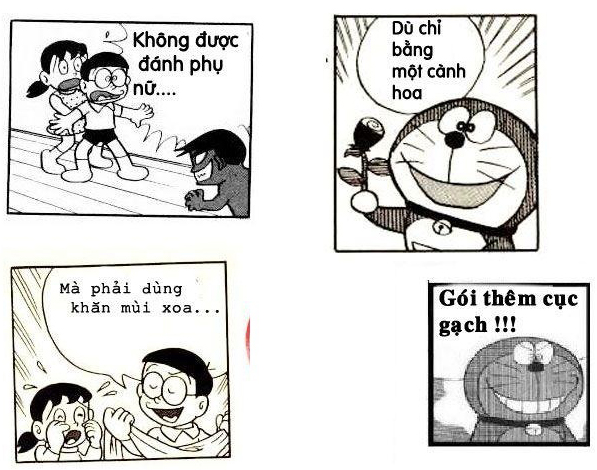 Không được
đánh phụ
nữ....
Dù chỉ
bằng
một cành
hoa
Mà phải dùng
khăn mùi xoa...
Gói thêm cục
gạch !!!